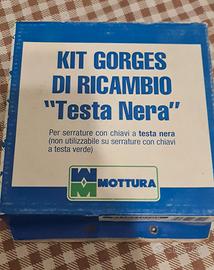 KIT GORGES
DI RICAMBIO
"Testa Nera"
Per serrature con chiavi a testa nera
(non utilizzabile su serrature con chiavi
a testa verde)
MOTTURA